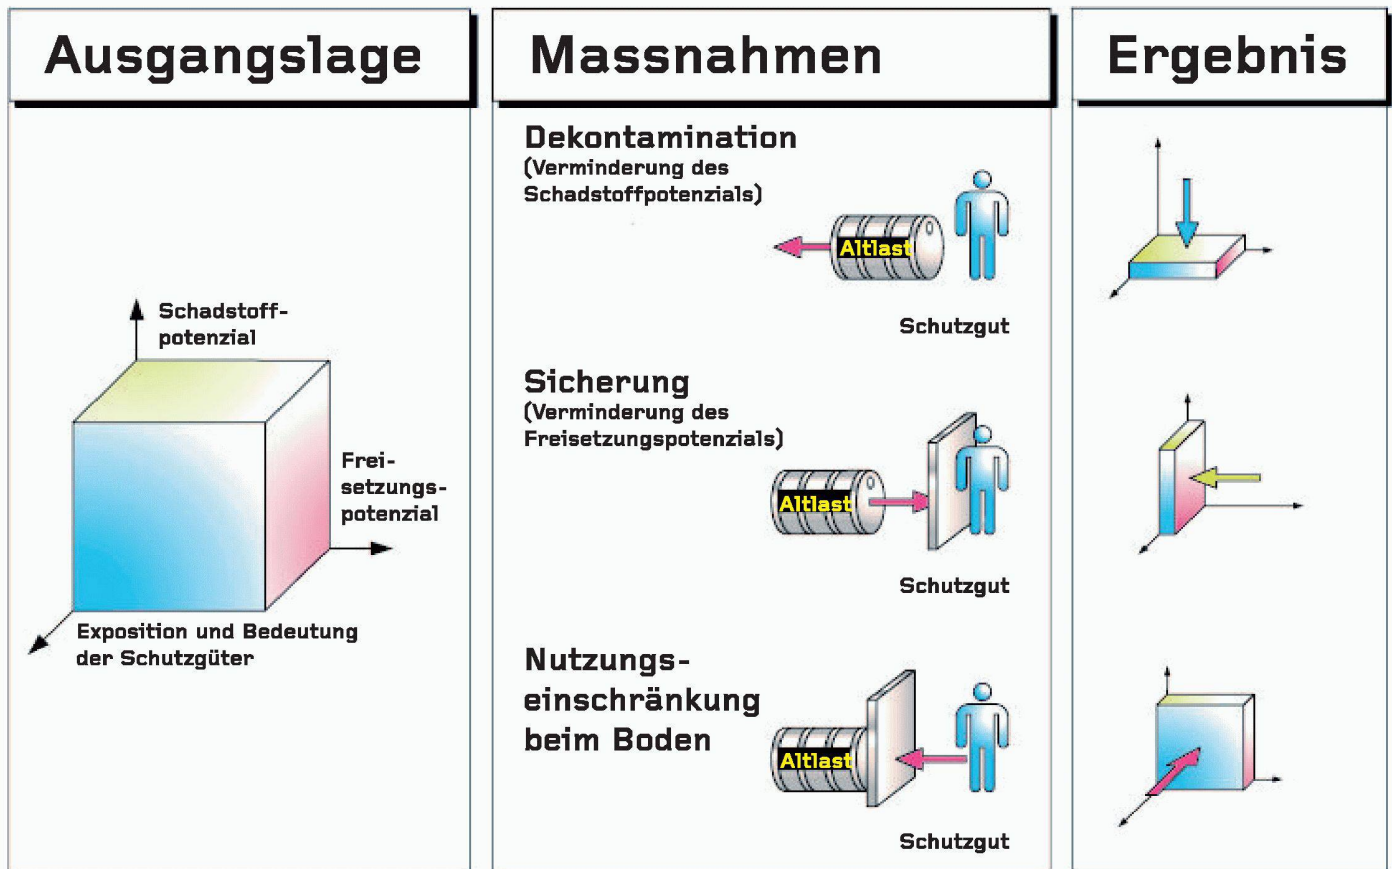 Ausgangslage
Schadstoff-
potenzial
Frei-
setzungs-
potenzial
Exposition und Bedeutung
der Schutzgüter
Massnahmen
Dekontamination
(Verminderung des
Schadstoffpotenzials)
Altlast
Schutzgut
Sicherung
(Verminderung des
Freisetzungspotenzials)
Altlast
Schutzgut
Nutzungs-
einschränkung
beim Boden
Altlast
Schutzgut
Ergebnis